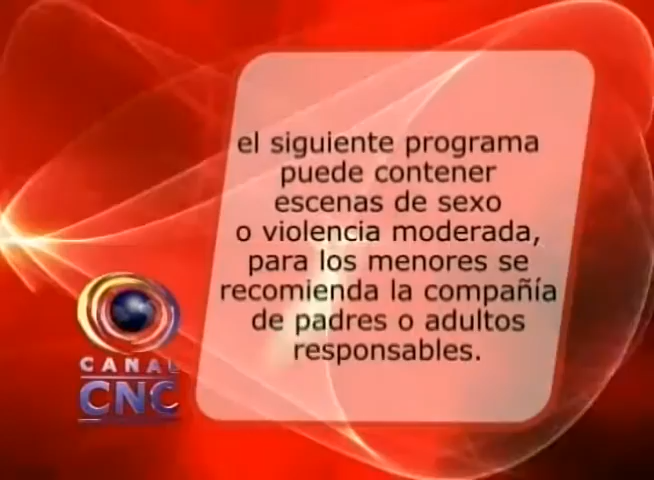 el siguiente programa
puede contener
escenas de sexo
o violencia moderada,
para los menores se
recomienda la compañía
de padres o adultos
responsables.
CANAL
CNC